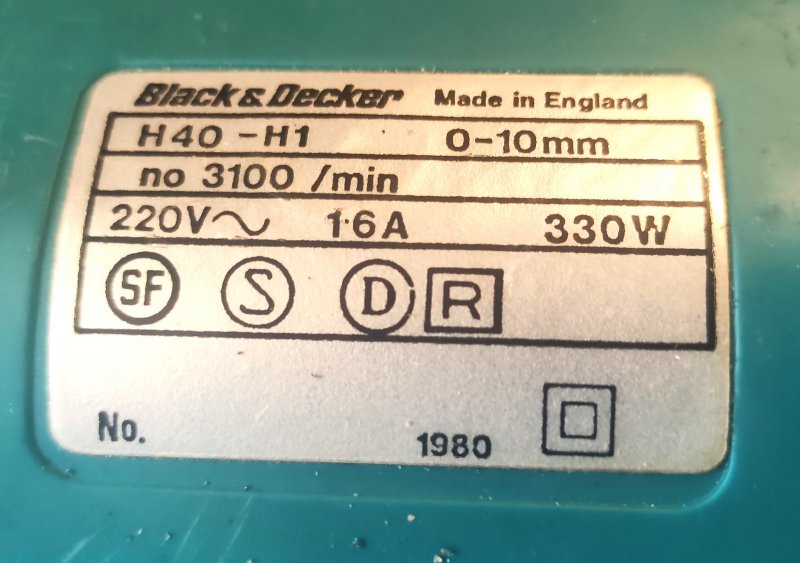 Black & Decker Made in England
H40 - H1 0-10mm
no 3100 /min
220V~ 1·6A 330W
SF S D R
No. 1980